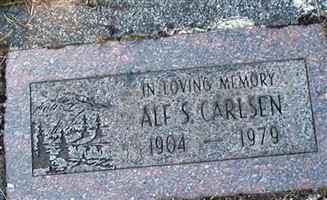 IN LOVING MEMORY
ALF S. CARLSEN
1904 — 1979